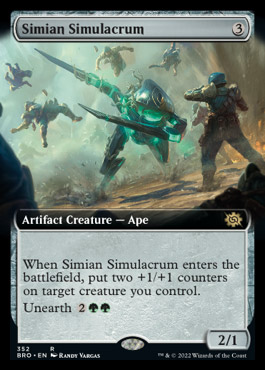 Simian Simulacrum 3
Artifact Creature — Ape
When Simian Simulacrum enters the
battlefield, put two +1/+1 counters
on target creature you control.
Unearth 2
2/1
352 R
BRO • EN RANDY VARGAS
™ & © 2022 Wizards of the Coast